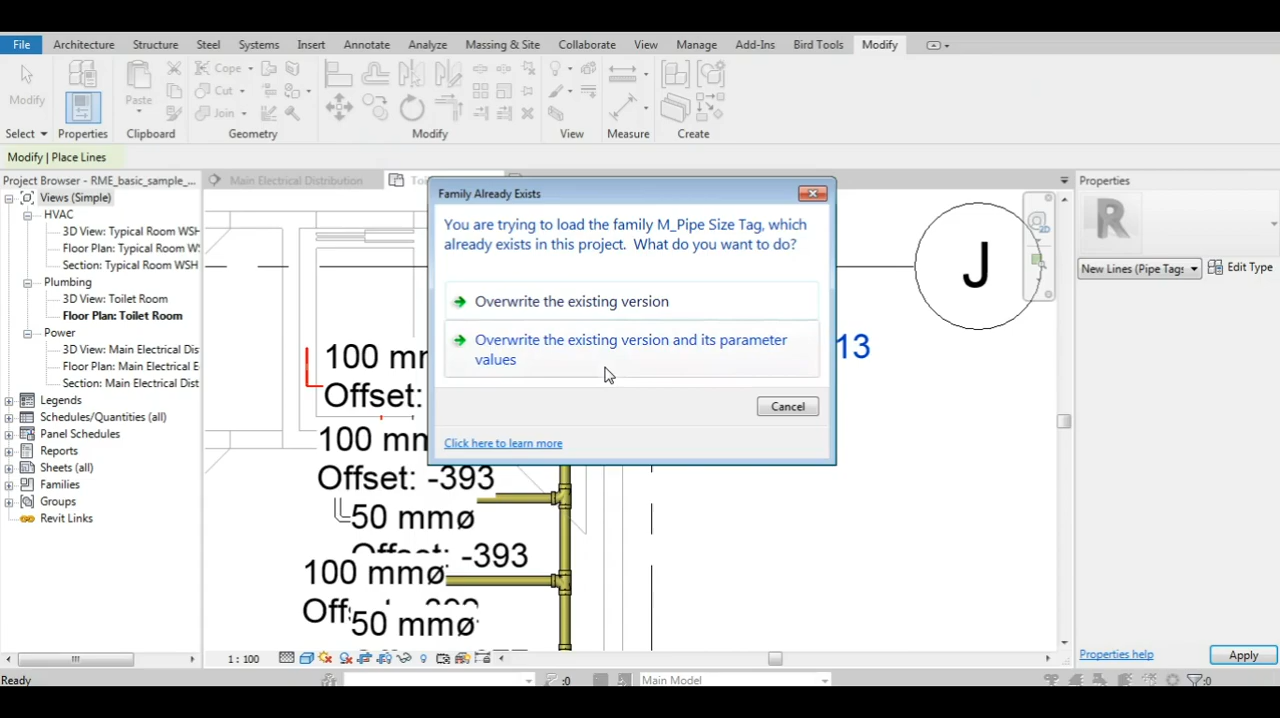 File Architecture Structure Steel Systems Insert Annotate Analyze Massing & Site Collaborate View Manage Add-Ins Bird Tools Modify
Modify Paste Cope Cut Join
Select Properties Clipboard Geometry Modify View Measure Create
Modify | Place Lines
Project Browser - RME_basic_sample_...
Main Electrical Distribution
Properties
Views (Simple)
HVAC
3D View: Typical Room WSH
Floor Plan: Typical Room W
Section: Typical Room WSH
Plumbing
3D View: Toilet Room
Floor Plan: Toilet Room
Power
3D View: Main Electrical Dist
Floor Plan: Main Electrical E
Section: Main Electrical Dist
Legends
Schedules/Quantities (all)
Panel Schedules
Reports
Sheets (all)
Families
Groups
Revit Links
Family Already Exists
You are trying to load the family M_Pipe Size Tag, which
already exists in this project. What do you want to do?
Overwrite the existing version
Overwrite the existing version and its parameter
values
Cancel
Click here to learn more
100 mm
Offset:
100 mm
Offset: -393
50 mmø
Offset: -393
100 mmø
50 mmø
J
13
2D
R
New Lines (Pipe Tag:
Edit Type
1 : 100
Properties help
Apply
Ready
:0
Main Model
:0